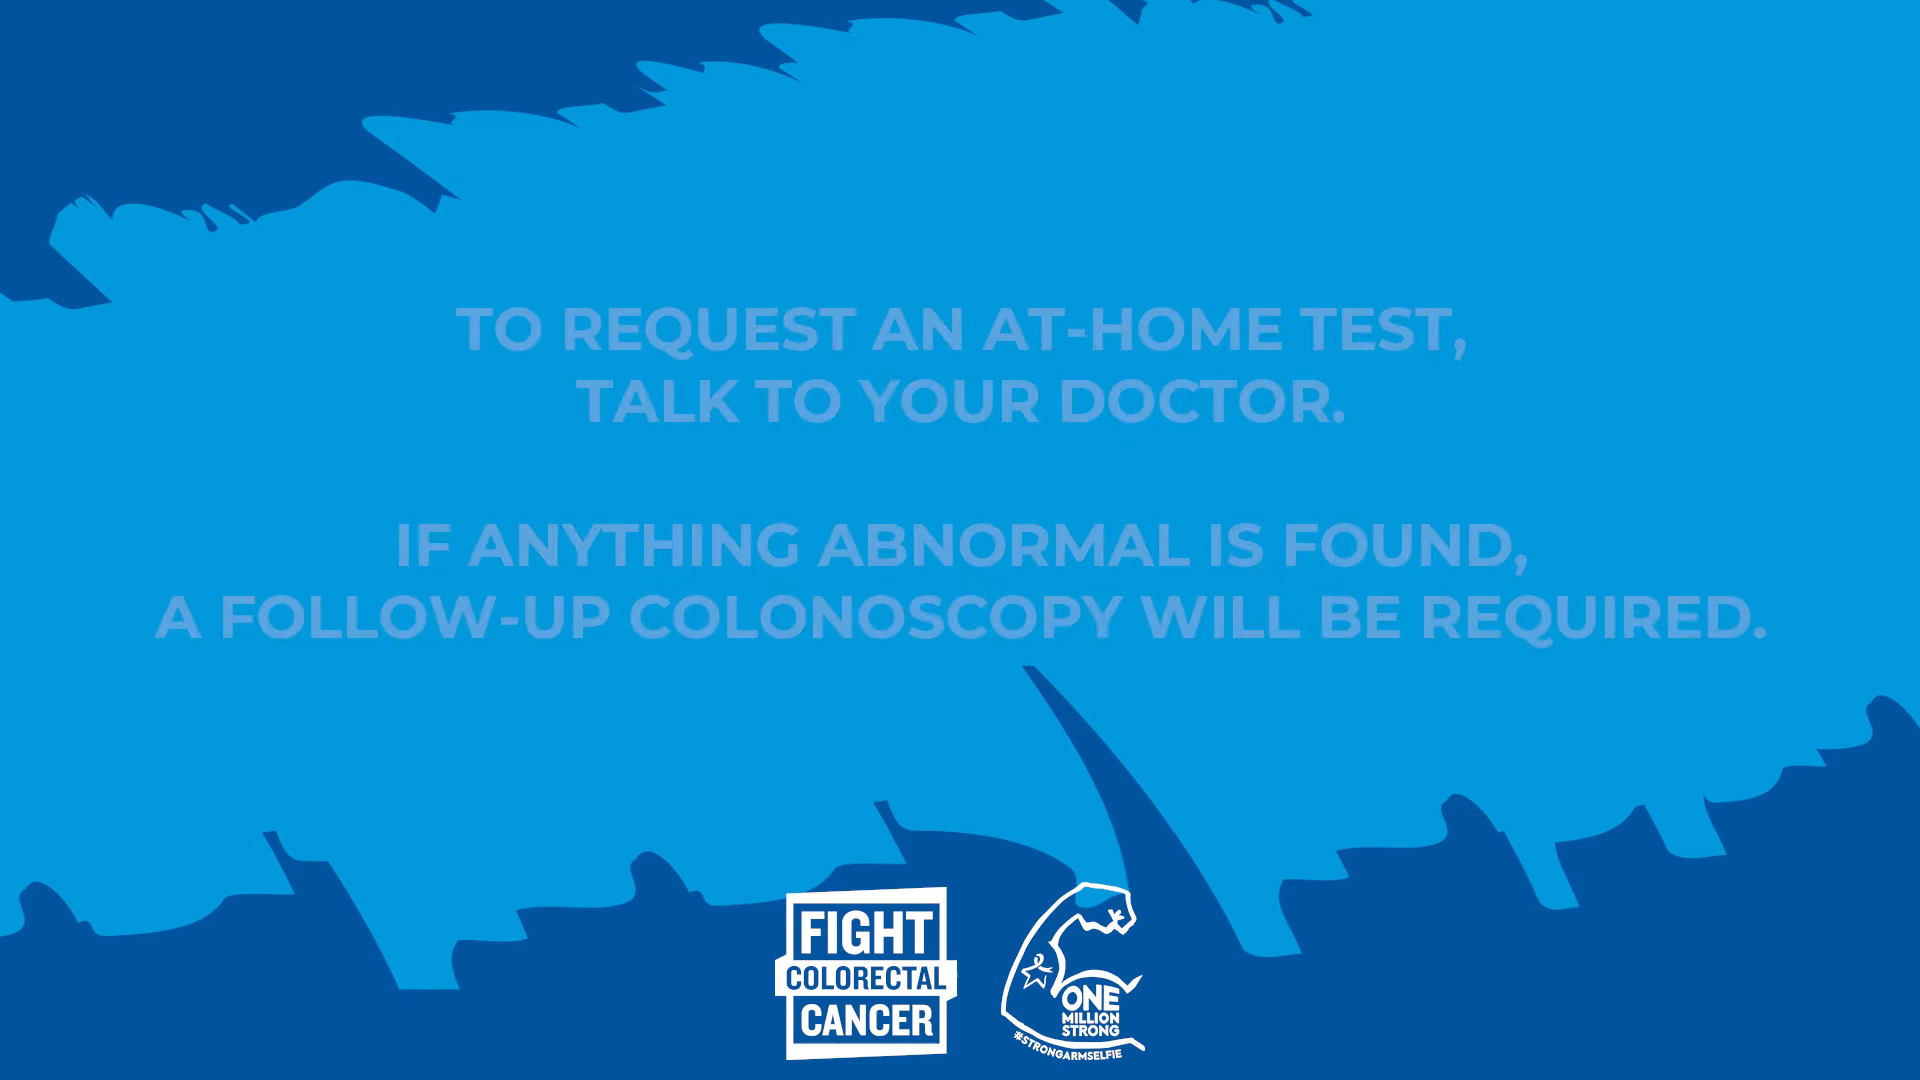 TO REQUEST AN AT-HOME TEST,
TALK TO YOUR DOCTOR.
IF ANYTHING ABNORMAL IS FOUND,
A FOLLOW-UP COLONOSCOPY WILL BE REQUIRED.
FIGHT
COLORECTAL
CANCER
ONE
MILLION
STRONG
#STRONGARMSELFIE